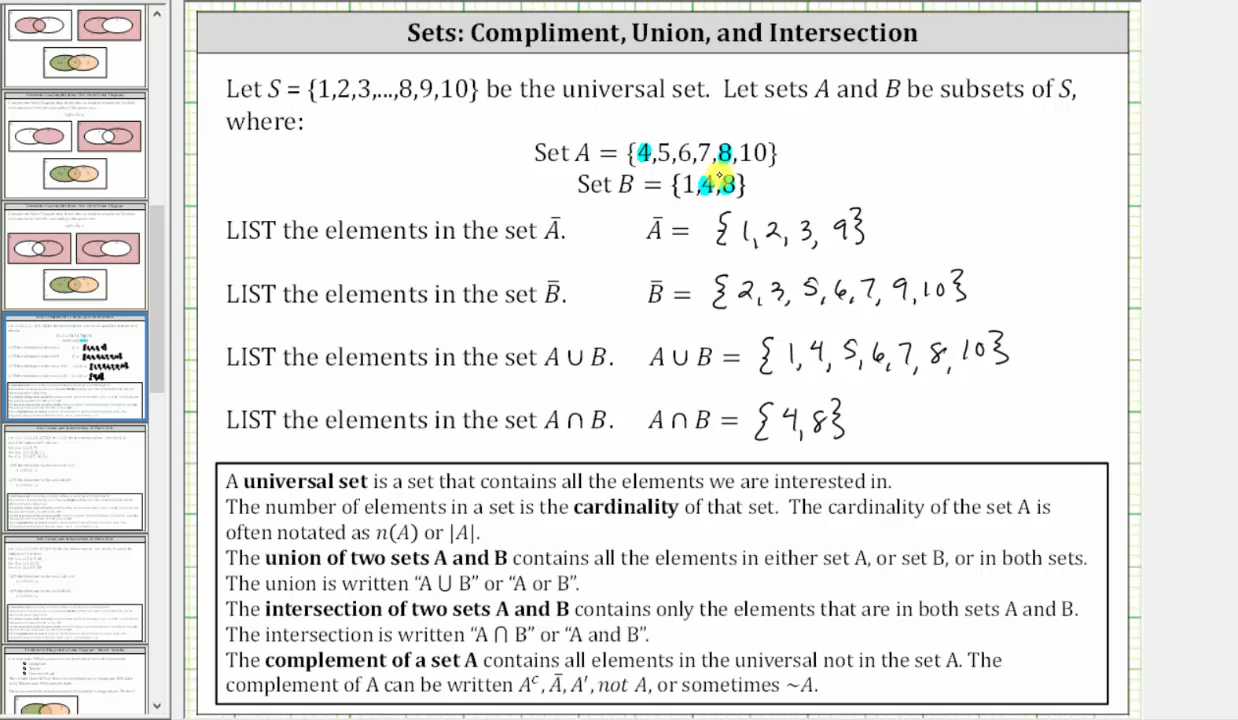 Sets: Compliment, Union, and Intersection
Let S = {1,2,3,...,8,9,10} be the universal set. Let sets A and B be subsets of S,
where:
Set A = {4,5,6,7,8,10}
Set B = {1,4,8}
LIST the elements in the set Ā. Ā = {1, 2, 3, 9}
LIST the elements in the set B̄. B̄ = {2, 3, 5, 6, 7, 9, 10}
LIST the elements in the set A ∪ B. A ∪ B = {1, 4, 5, 6, 7, 8, 10}
LIST the elements in the set A ∩ B. A ∩ B = {4, 8}
A universal set is a set that contains all the elements we are interested in.
The number of elements in a set is the cardinality of that set. The cardinality of the set A is
often notated as n(A) or |A|.
The union of two sets A and B contains all the elements in either set A, or set B, or in both sets.
The union is written “A ⋃ B” or “A or B”.
The intersection of two sets A and B contains only the elements that are in both sets A and B.
The intersection is written “A ⋂ B” or “A and B”.
The complement of a set A contains all elements in the universal not in the set A. The
complement of A can be written Aᶜ, Ā, A′, not A, or sometimes ~A.